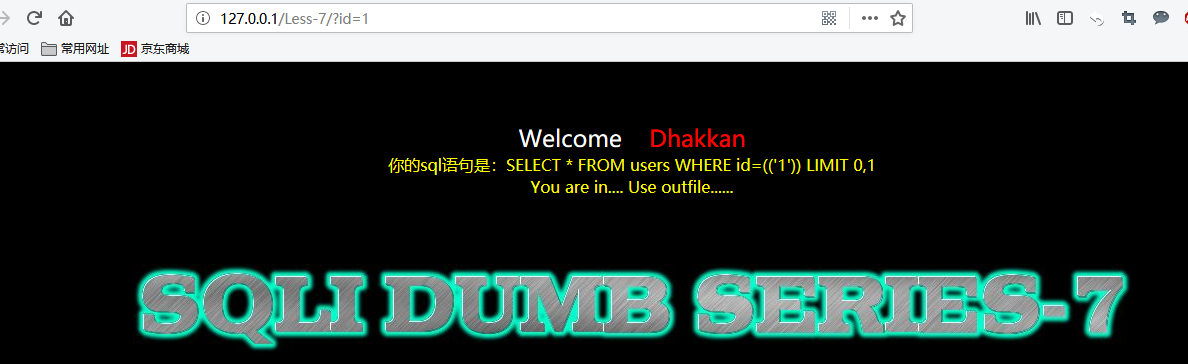 127.0.0.1/Less-7/?id=1
常访问 常用网址 JD 京东商城
Welcome Dhakkan
你的sql语句是：SELECT * FROM users WHERE id=(('1')) LIMIT 0,1
You are in.... Use outfile......
SQLI DUMB SERIES-7